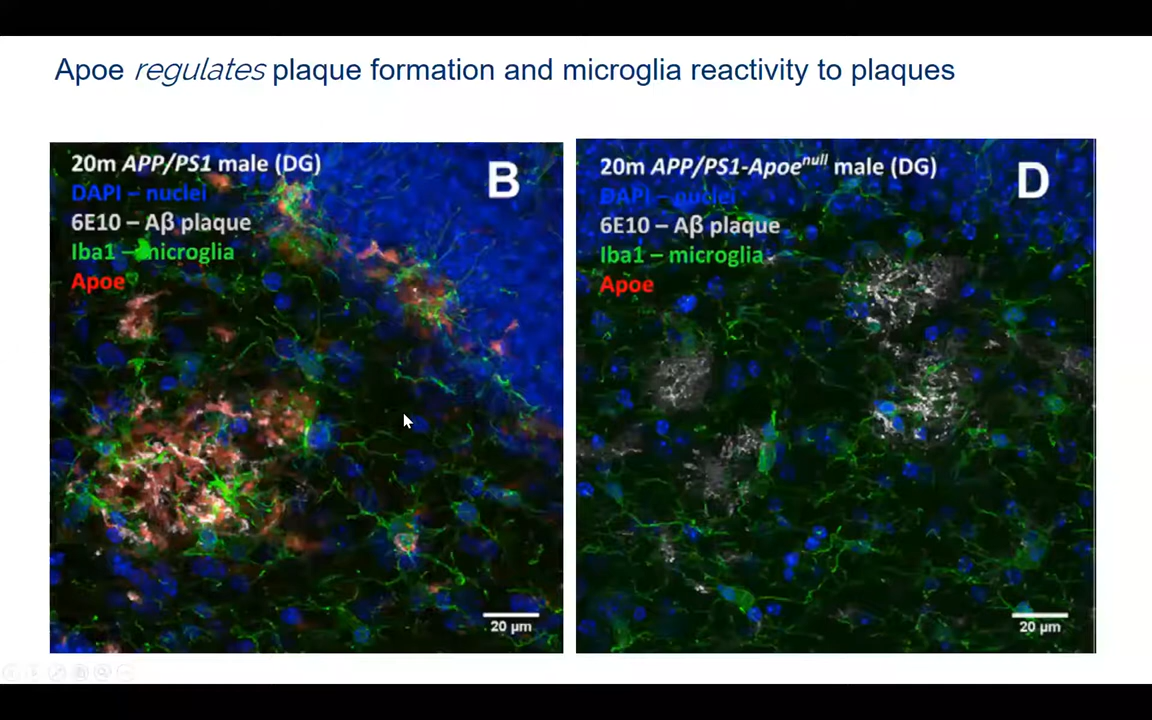 Apoe regulates plaque formation and microglia reactivity to plaques
20m APP/PS1 male (DG)
B
DAPI – nuclei
6E10 – Aβ plaque
Iba1 – microglia
Apoe
20 µm
20m APP/PS1-Apoeⁿᵘˡˡ male (DG)
D
DAPI – nuclei
6E10 – Aβ plaque
Iba1 – microglia
Apoe
20 µm